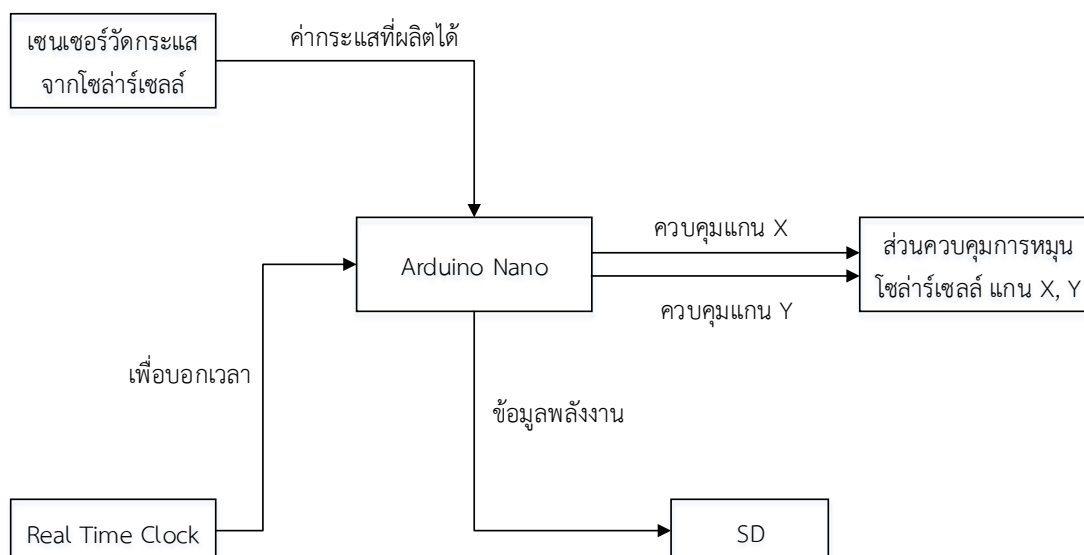 เซนเซอร์วัดกระแส
จากโซล่าร์เซลล์
ค่ากระแสที่ผลิตได้
Arduino Nano
ควบคุมแกน X
ควบคุมแกน Y
ส่วนควบคุมการหมุน
โซล่าร์เซลล์ แกน X, Y
เพื่อบอกเวลา
ข้อมูลพลังงาน
Real Time Clock
SD